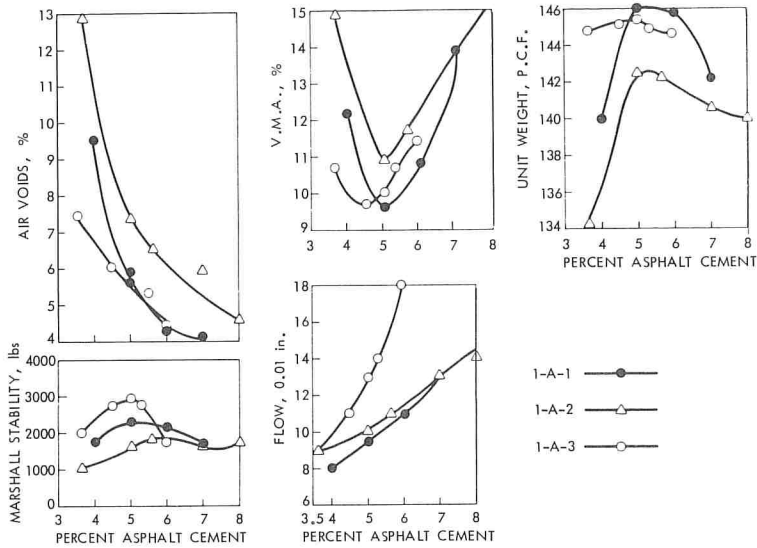 13
12
11
10
9
8
7
6
5
4
AIR VOIDS, %
15
14
13
12
11
10
V.M.A., %
3 4 5 6 7 8
146
144
142
140
138
136
134
UNIT WEIGHT, P.C.F.
3 4 5 6 7 8
PERCENT ASPHALT CEMENT
4000
3000
2000
1000
0
MARSHALL STABILITY, lbs
3 4 5 6 7 8
PERCENT ASPHALT CEMENT
18
16
14
12
10
8
6
FLOW, 0.01 in.
3.5 4 5 6 7 8
PERCENT ASPHALT CEMENT
1-A-1
1-A-2
1-A-3